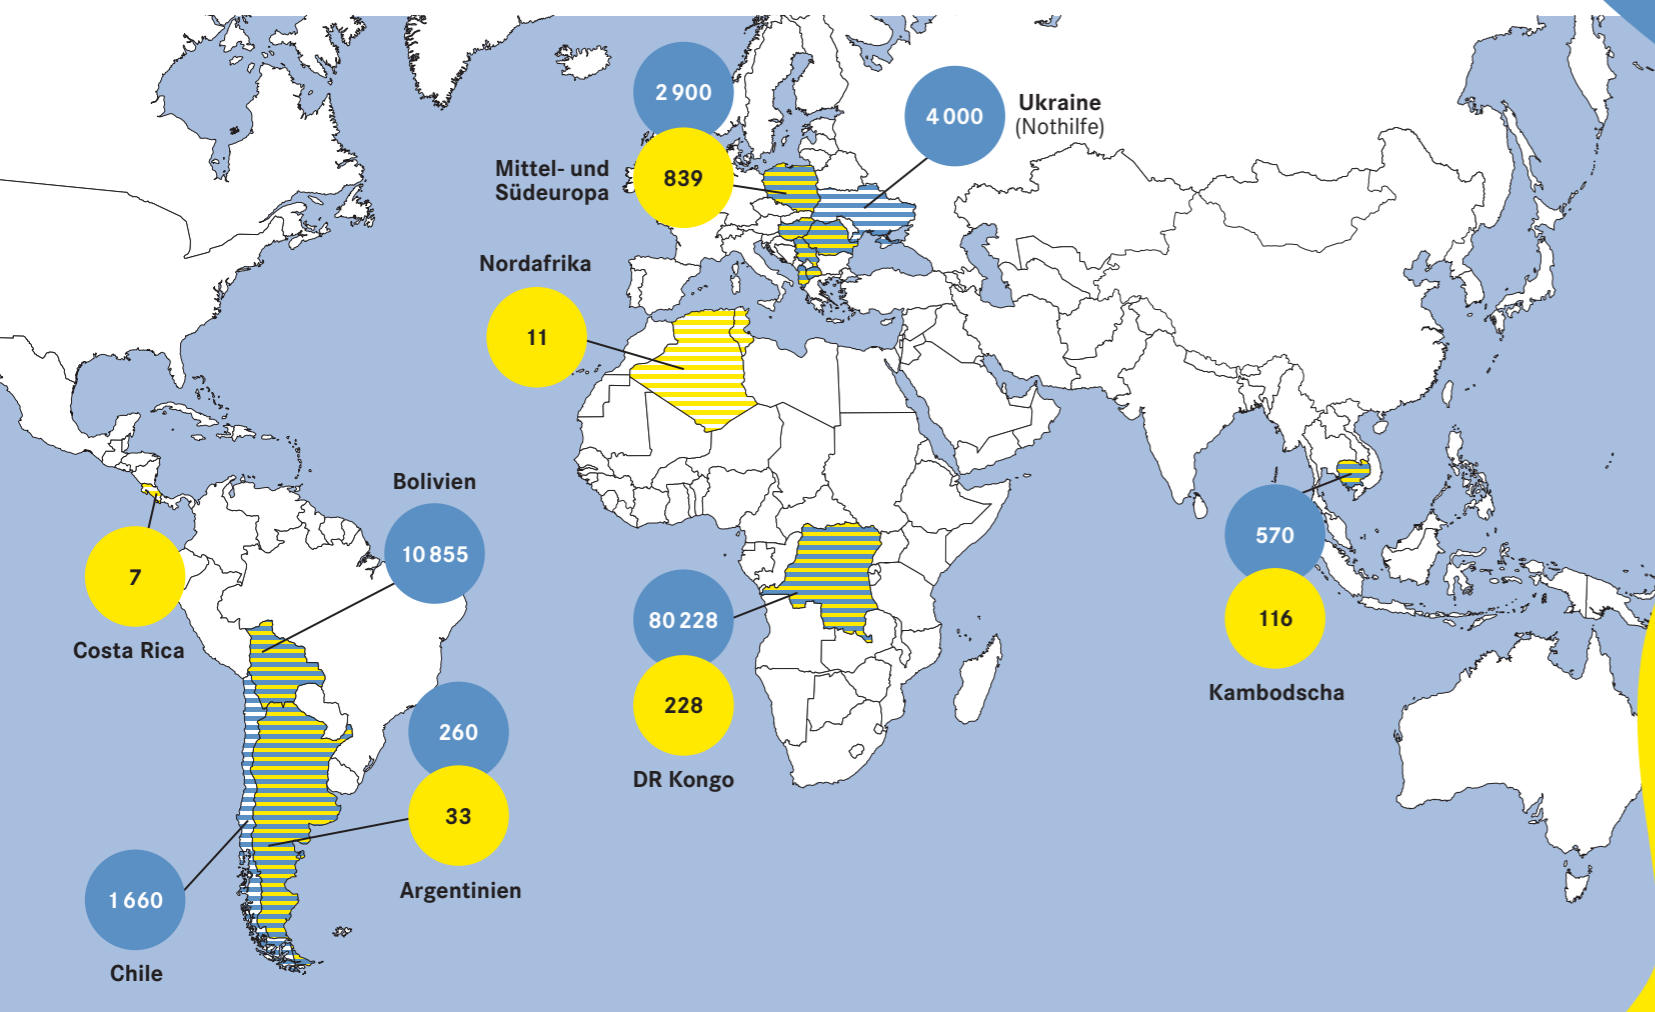 2 900
4 000
Ukraine
(Nothilfe)
Mittel- und
Südeuropa
839
Nordafrika
11
Bolivien
10 855
7
Costa Rica
570
116
Kambodscha
80 228
228
DR Kongo
260
33
Argentinien
1 660
Chile